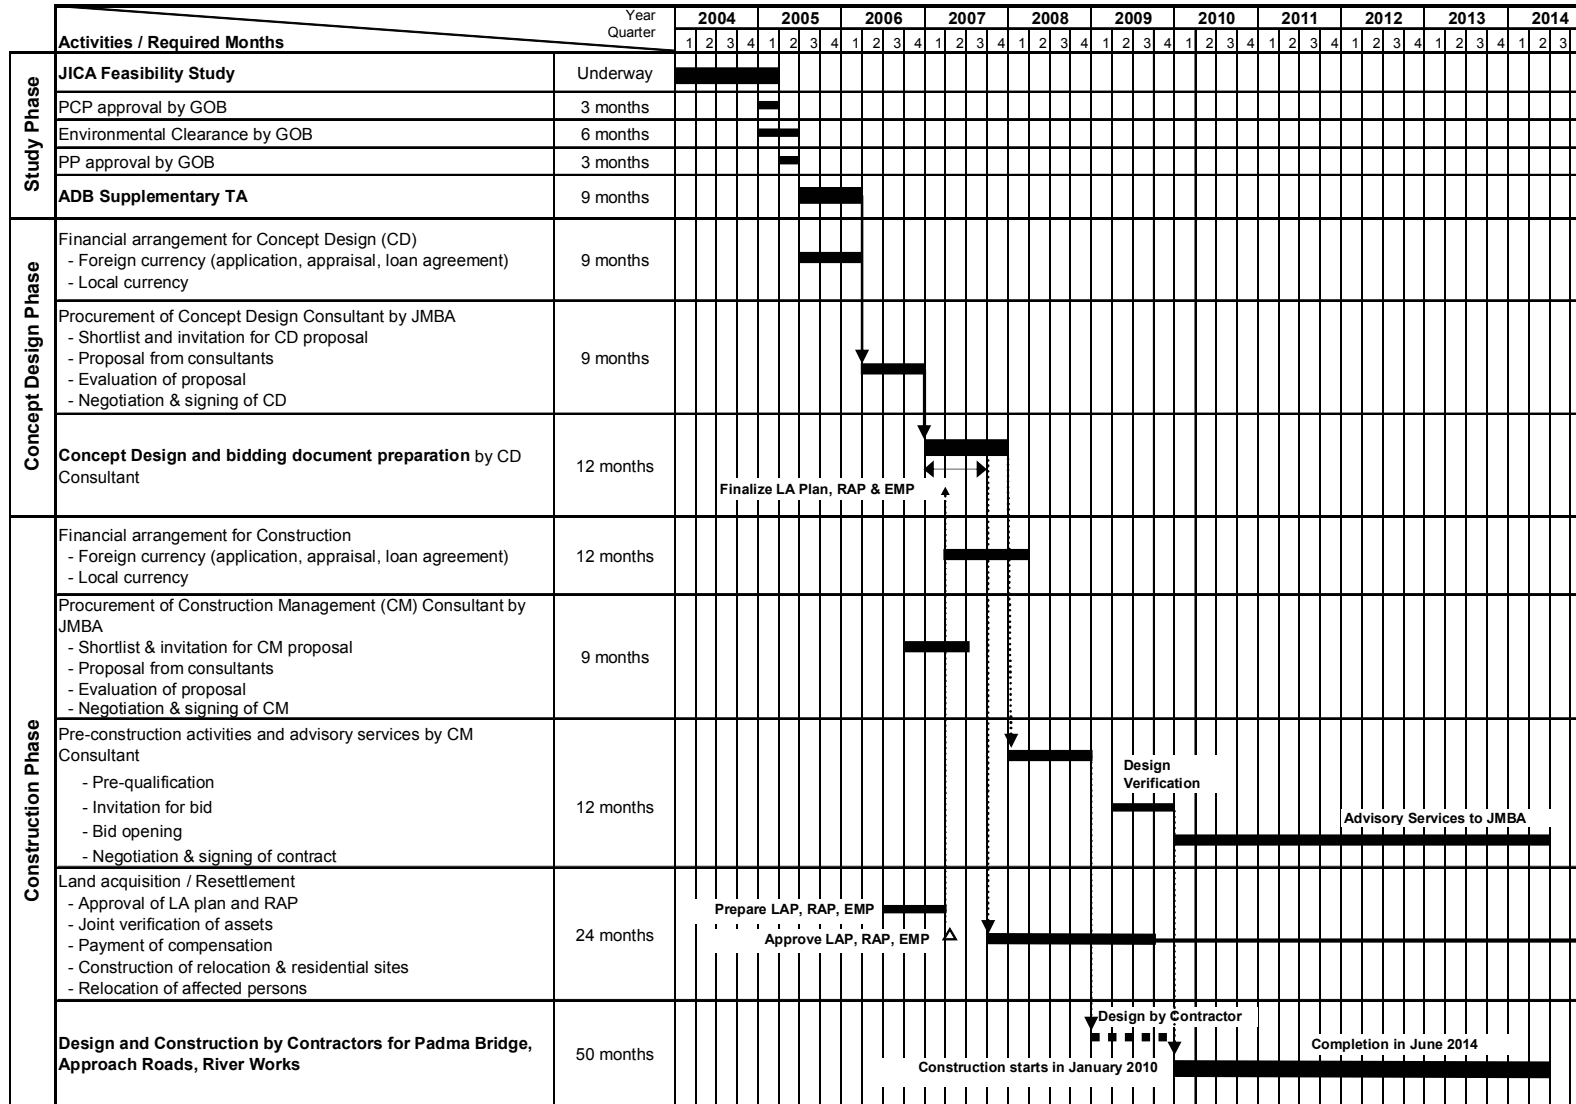 Year
Quarter
Activities / Required Months
2004 2005 2006 2007 2008 2009 2010 2011 2012 2013 2014
1 2 3 4 1 2 3 4 1 2 3 4 1 2 3 4 1 2 3 4 1 2 3 4 1 2 3 4 1 2 3 4 1 2 3 4 1 2 3 4 1 2 3
Study Phase
JICA Feasibility Study Underway
PCP approval by GOB 3 months
Environmental Clearance by GOB 6 months
PP approval by GOB 3 months
ADB Supplementary TA 9 months
Concept Design Phase
Financial arrangement for Concept Design (CD)
- Foreign currency (application, appraisal, loan agreement) 9 months
- Local currency
Procurement of Concept Design Consultant by JMBA
- Shortlist and invitation for CD proposal
- Proposal from consultants 9 months
- Evaluation of proposal
- Negotiation & signing of CD
Concept Design and bidding document preparation by CD
Consultant
12 months
Finalize LA Plan, RAP & EMP
Construction Phase
Financial arrangement for Construction
- Foreign currency (application, appraisal, loan agreement) 12 months
- Local currency
Procurement of Construction Management (CM) Consultant by
JMBA
- Shortlist & invitation for CM proposal
- Proposal from consultants 9 months
- Evaluation of proposal
- Negotiation & signing of CM
Pre-construction activities and advisory services by CM
Consultant
- Pre-qualification
- Invitation for bid 12 months
- Bid opening
- Negotiation & signing of contract
Design
Verification
Advisory Services to JMBA
Land acquisition / Resettlement
- Approval of LA plan and RAP
- Joint verification of assets
- Payment of compensation 24 months
- Construction of relocation & residential sites
- Relocation of affected persons
Prepare LAP, RAP, EMP
Approve LAP, RAP, EMP
Design and Construction by Contractors for Padma Bridge,
Approach Roads, River Works
50 months
Design by Contractor
Construction starts in January 2010
Completion in June 2014